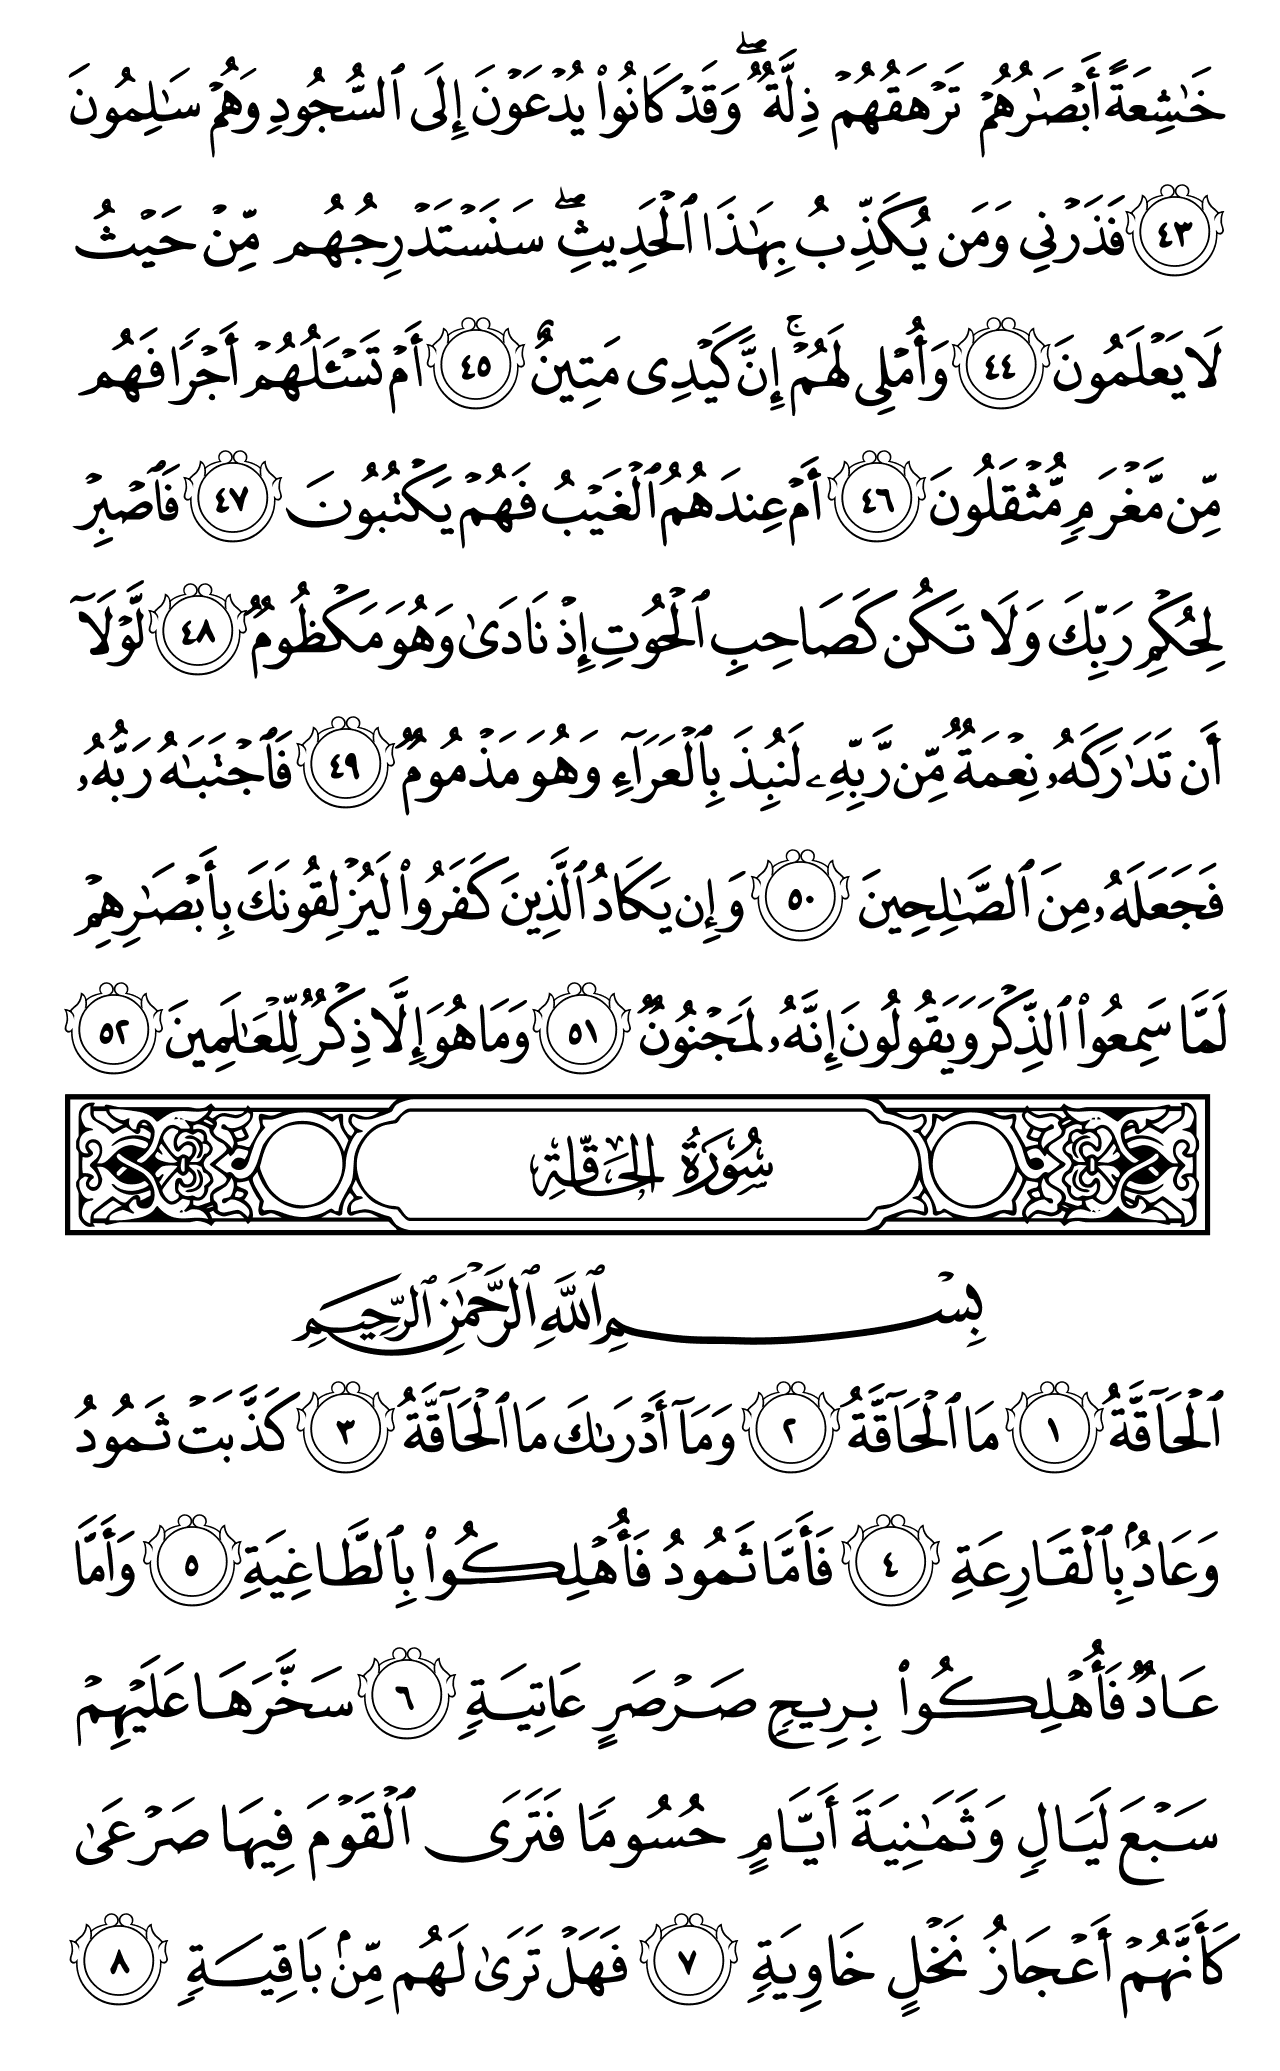 خَٰشِعَةً أَبۡصَٰرُهُمۡ تَرۡهَقُهُمۡ ذِلَّةٞۖ وَقَدۡ كَانُواْ يُدۡعَوۡنَ إِلَى ٱلسُّجُودِ وَهُمۡ سَٰلِمُونَ
٤٣ فَذَرۡنِي وَمَن يُكَذِّبُ بِهَٰذَا ٱلۡحَدِيثِۖ سَنَسۡتَدۡرِجُهُم مِّنۡ حَيۡثُ
لَا يَعۡلَمُونَ ٤٤ وَأُمۡلِي لَهُمۡۚ إِنَّ كَيۡدِي مَتِينٌ ٤٥ أَمۡ تَسۡـَٔلُهُمۡ أَجۡرٗا فَهُم
مِّن مَّغۡرَمٖ مُّثۡقَلُونَ ٤٦ أَمۡ عِندَهُمُ ٱلۡغَيۡبُ فَهُمۡ يَكۡتُبُونَ ٤٧ فَٱصۡبِرۡ
لِحُكۡمِ رَبِّكَ وَلَا تَكُن كَصَاحِبِ ٱلۡحُوتِ إِذۡ نَادَىٰ وَهُوَ مَكۡظُومٞ ٤٨ لَّوۡلَآ
أَن تَدَٰرَكَهُۥ نِعۡمَةٞ مِّن رَّبِّهِۦ لَنُبِذَ بِٱلۡعَرَآءِ وَهُوَ مَذۡمُومٞ ٤٩ فَٱجۡتَبَٰهُ رَبُّهُۥ
فَجَعَلَهُۥ مِنَ ٱلصَّٰلِحِينَ ٥٠ وَإِن يَكَادُ ٱلَّذِينَ كَفَرُواْ لَيُزۡلِقُونَكَ بِأَبۡصَٰرِهِمۡ
لَمَّا سَمِعُواْ ٱلذِّكۡرَ وَيَقُولُونَ إِنَّهُۥ لَمَجۡنُونٞ ٥١ وَمَا هُوَ إِلَّا ذِكۡرٞ لِّلۡعَٰلَمِينَ ٥٢
سُورَةُ الحَاقَّةِ
بِسۡمِ ٱللَّهِ ٱلرَّحۡمَٰنِ ٱلرَّحِيمِ
ٱلۡحَآقَّةُ ١ مَا ٱلۡحَآقَّةُ ٢ وَمَآ أَدۡرَىٰكَ مَا ٱلۡحَآقَّةُ ٣ كَذَّبَتۡ ثَمُودُ
وَعَادُۢ بِٱلۡقَارِعَةِ ٤ فَأَمَّا ثَمُودُ فَأُهۡلِكُواْ بِٱلطَّاغِيَةِ ٥ وَأَمَّا
عَادٞ فَأُهۡلِكُواْ بِرِيحٖ صَرۡصَرٍ عَاتِيَةٖ ٦ سَخَّرَهَا عَلَيۡهِمۡ
سَبۡعَ لَيَالٖ وَثَمَٰنِيَةَ أَيَّامٍ حُسُومٗا فَتَرَى ٱلۡقَوۡمَ فِيهَا صَرۡعَىٰ
كَأَنَّهُمۡ أَعۡجَازُ نَخۡلٍ خَاوِيَةٖ ٧ فَهَلۡ تَرَىٰ لَهُم مِّنۢ بَاقِيَةٖ ٨